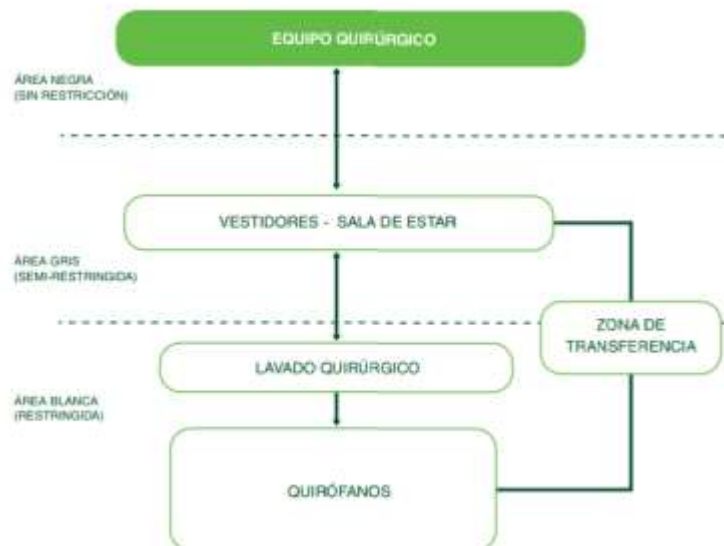 EQUIPO QUIRÚRGICO
ÁREA NEGRA
(SIN RESTRICCIÓN)
VESTIDORES - SALA DE ESTAR
ÁREA GRIS
(SEMI-RESTRINGIDA)
ZONA DE
TRANSFERENCIA
LAVADO QUIRÚRGICO
ÁREA BLANCA
(RESTRINGIDA)
QUIRÓFANOS